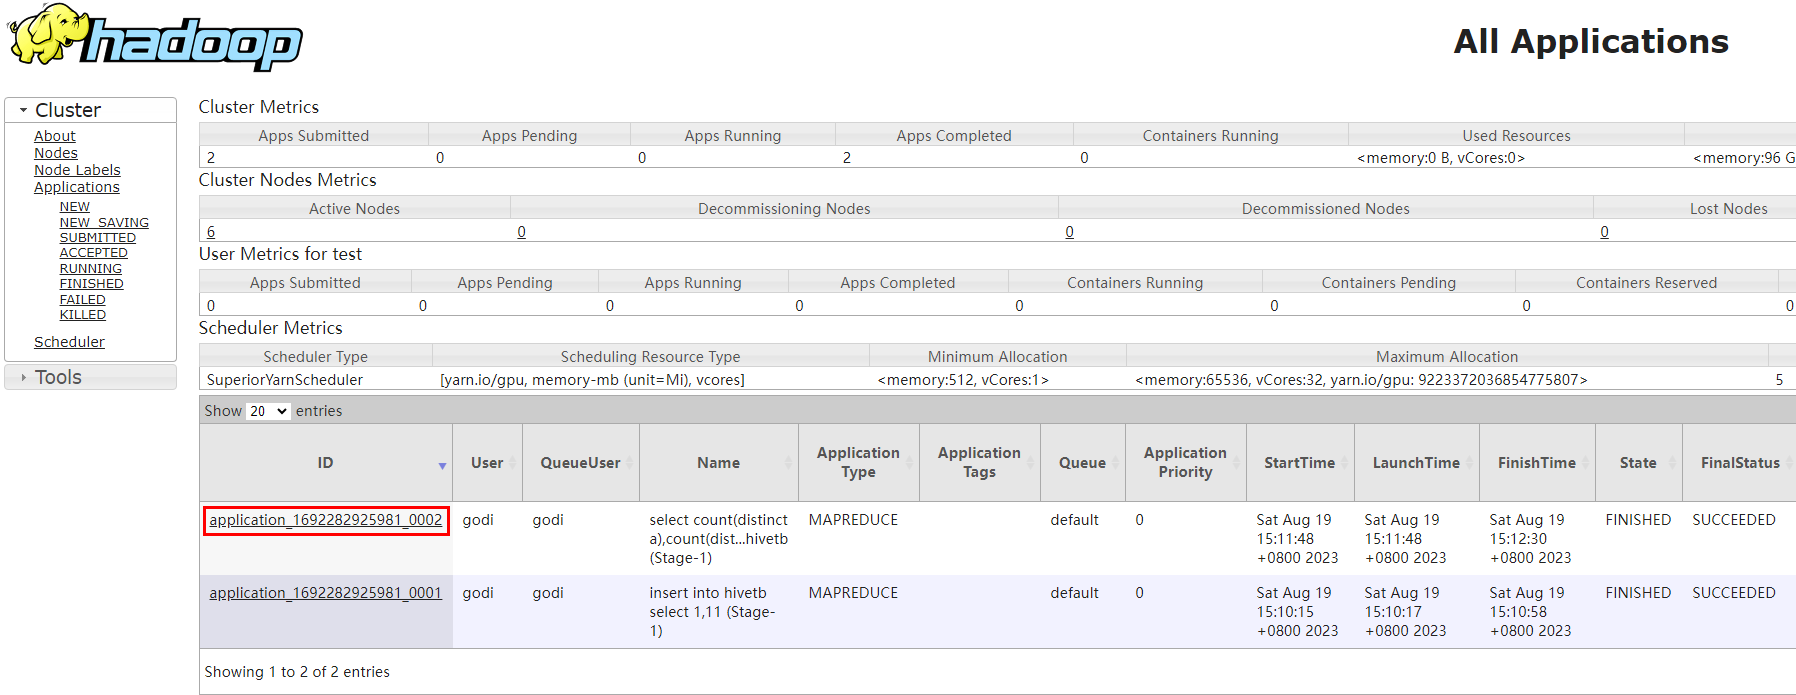 hadoop
All Applications
Cluster
About
Nodes
Node Labels
Applications
NEW
NEW_SAVING
SUBMITTED
ACCEPTED
RUNNING
FINISHED
FAILED
KILLED
Scheduler
Tools
Cluster Metrics
Apps Submitted Apps Pending Apps Running Apps Completed Containers Running Used Resources
2 0 0 2 0 <memory:0 B, vCores:0> <memory:96 G
Cluster Nodes Metrics
Active Nodes Decommissioning Nodes Decommissioned Nodes Lost Nodes
6 0 0 0
User Metrics for test
Apps Submitted Apps Pending Apps Running Apps Completed Containers Running Containers Pending Containers Reserved
0 0 0 0 0 0 0 0
Scheduler Metrics
Scheduler Type Scheduling Resource Type Minimum Allocation Maximum Allocation
SuperiorYarnScheduler [yarn.io/gpu, memory-mb (unit=Mi), vcores] <memory:512, vCores:1> <memory:65536, vCores:32, yarn.io/gpu: 9223372036854775807> 5
Show 20 entries
ID User QueueUser Name Application Type Application Tags Queue Application Priority StartTime LaunchTime FinishTime State FinalStatus
application_1692282925981_0002 godi godi select count(distinct MAPREDUCE default 0 Sat Aug 19 Sat Aug 19 Sat Aug 19 FINISHED SUCCEEDED
a),count(dist...hivetb 15:11:48 15:11:48 15:12:30
(Stage-1) +0800 2023 +0800 2023 +0800 2023
application_1692282925981_0001 godi godi insert into hivetb MAPREDUCE default 0 Sat Aug 19 Sat Aug 19 Sat Aug 19 FINISHED SUCCEEDED
select 1,11 (Stage- 15:10:15 15:10:17 15:10:58
1) +0800 2023 +0800 2023 +0800 2023
Showing 1 to 2 of 2 entries